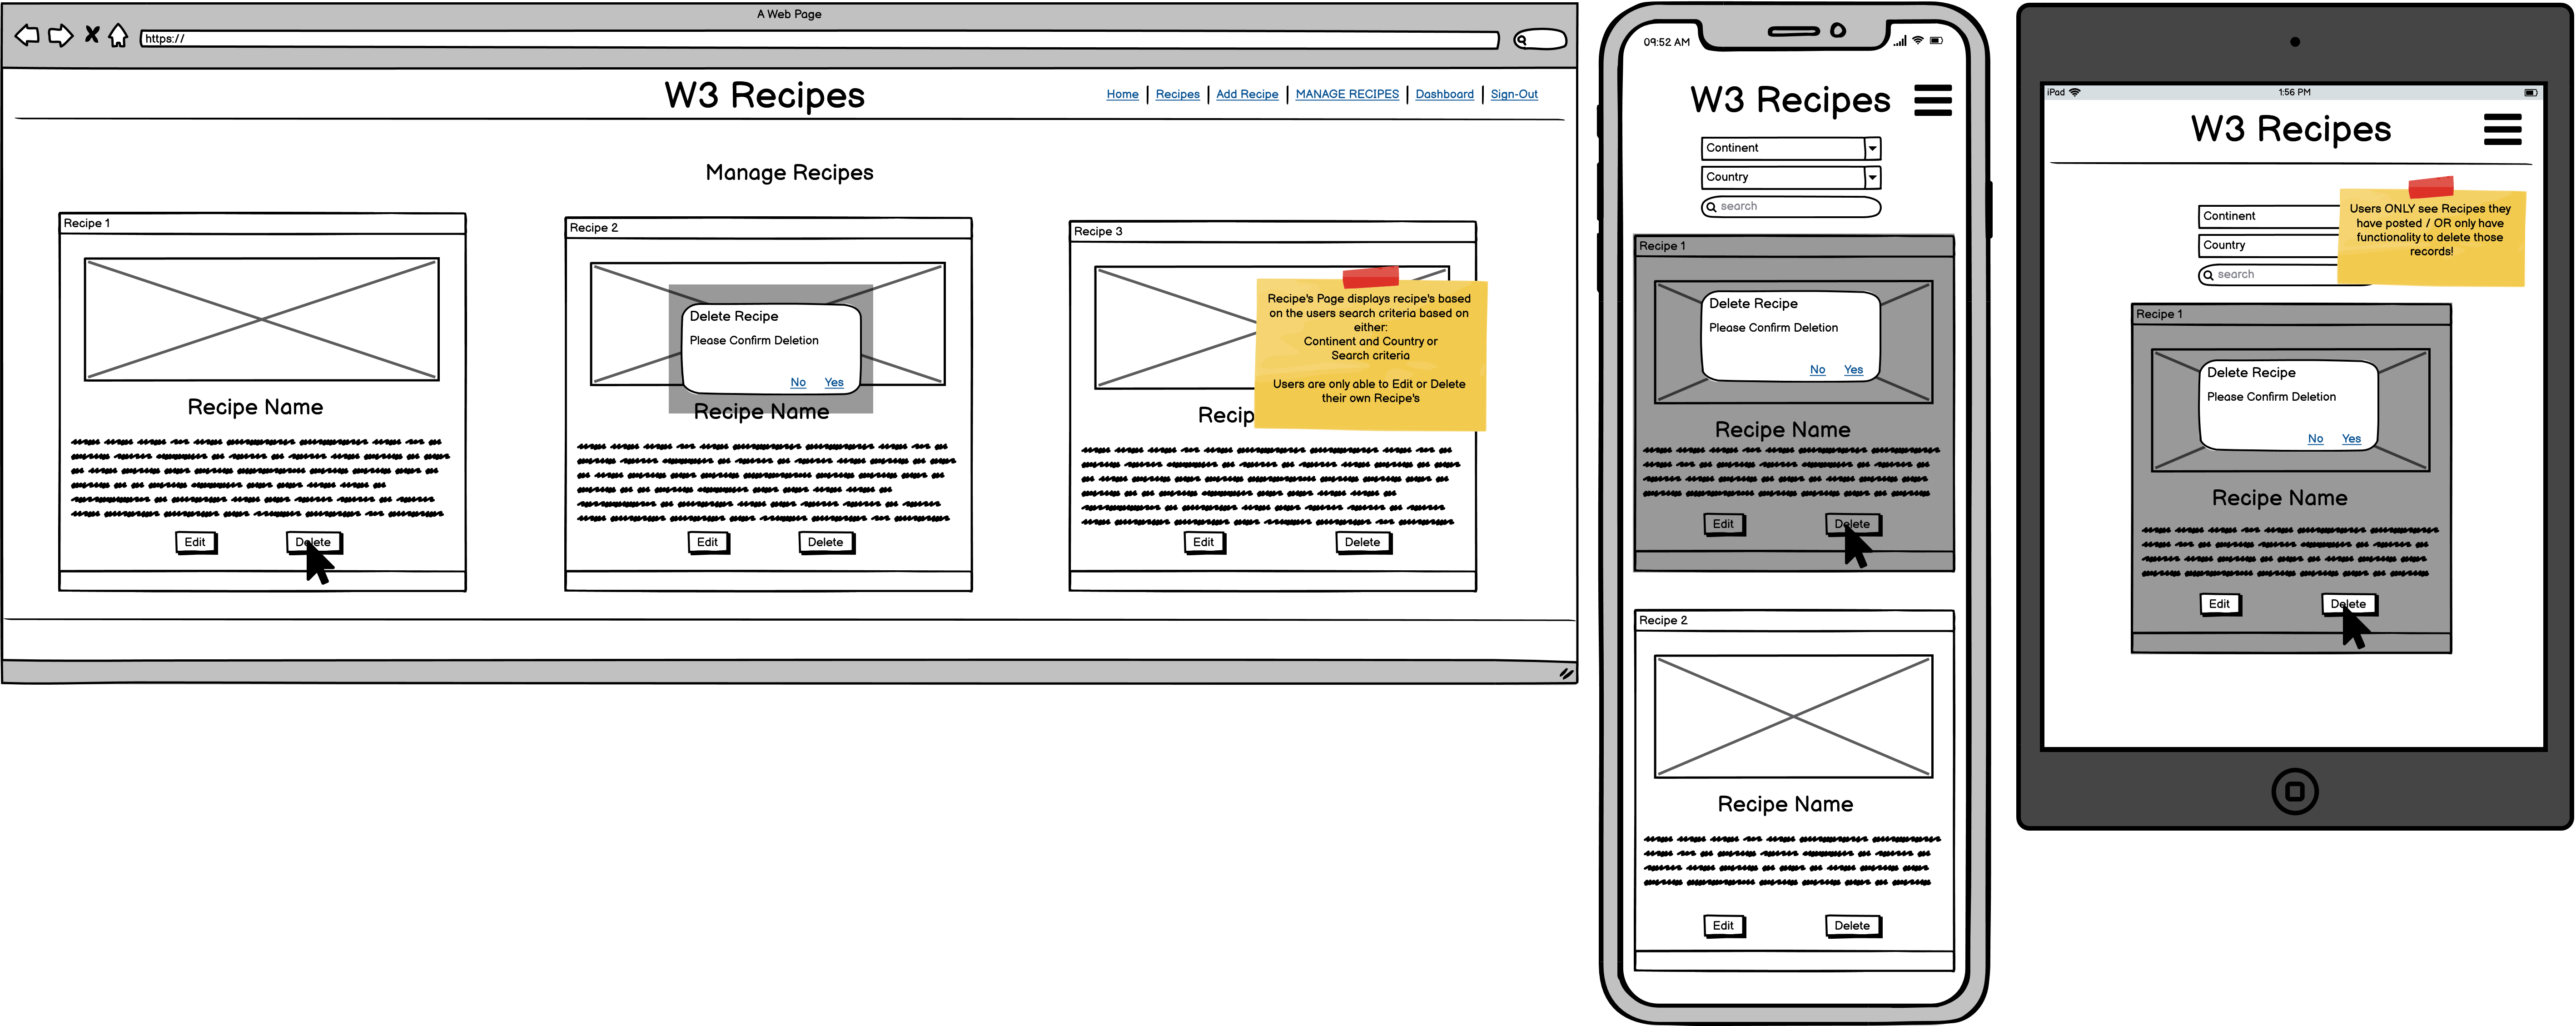 A Web Page
https://
W3 Recipes
Home | Recipes | Add Recipe | MANAGE RECIPES | Dashboard | Sign-Out
Manage Recipes
Recipe 1
Recipe Name
Edit
Delete
Recipe 2
Delete Recipe
Please Confirm Deletion
No Yes
Recipe Name
Edit
Delete
Recipe 3
Recipe's Page displays recipe's based
on the users search criteria based on
either:
Continent and Country or
Search criteria
Users are only able to Edit or Delete
their own Recipe's
Recip
Edit
Delete
09:52 AM
W3 Recipes
Continent
Country
search
Recipe 1
Delete Recipe
Please Confirm Deletion
No Yes
Recipe Name
Edit
Delete
Recipe 2
Recipe Name
Edit
Delete
iPad
1:56 PM
W3 Recipes
Users ONLY see Recipes they
have posted / OR only have
functionality to delete those
records!
Continent
Country
search
Recipe 1
Delete Recipe
Please Confirm Deletion
No Yes
Recipe Name
Edit
Delete